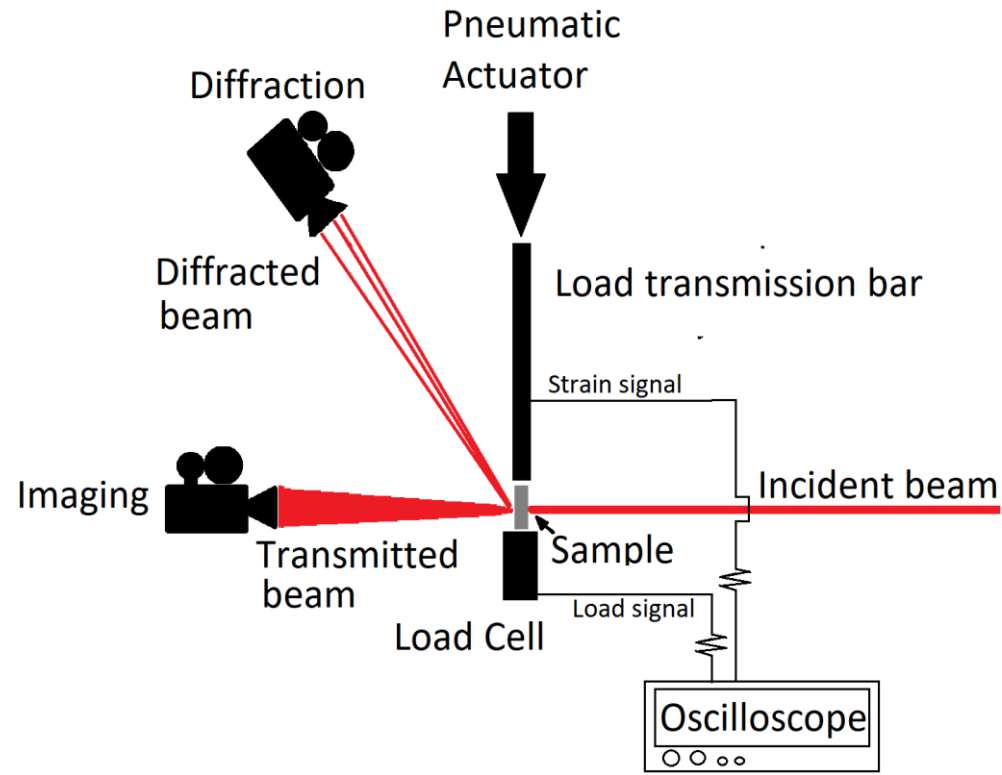 Pneumatic
Actuator
Diffraction
Diffracted
beam
Load transmission bar
Strain signal
Imaging
Incident beam
Transmitted
beam
Sample
Load signal
Load Cell
Oscilloscope